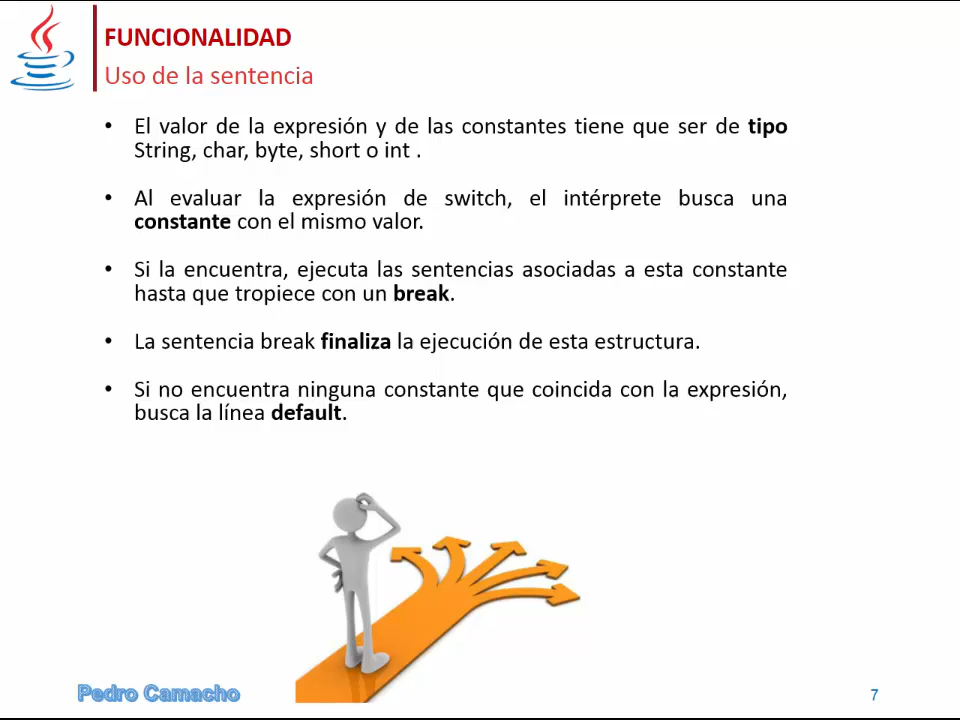 FUNCIONALIDAD
Uso de la sentencia
• El valor de la expresión y de las constantes tiene que ser de tipo
String, char, byte, short o int .
• Al evaluar la expresión de switch, el intérprete busca una
constante con el mismo valor.
• Si la encuentra, ejecuta las sentencias asociadas a esta constante
hasta que tropiece con un break.
• La sentencia break finaliza la ejecución de esta estructura.
• Si no encuentra ninguna constante que coincida con la expresión,
busca la línea default.
Pedro Camacho
7